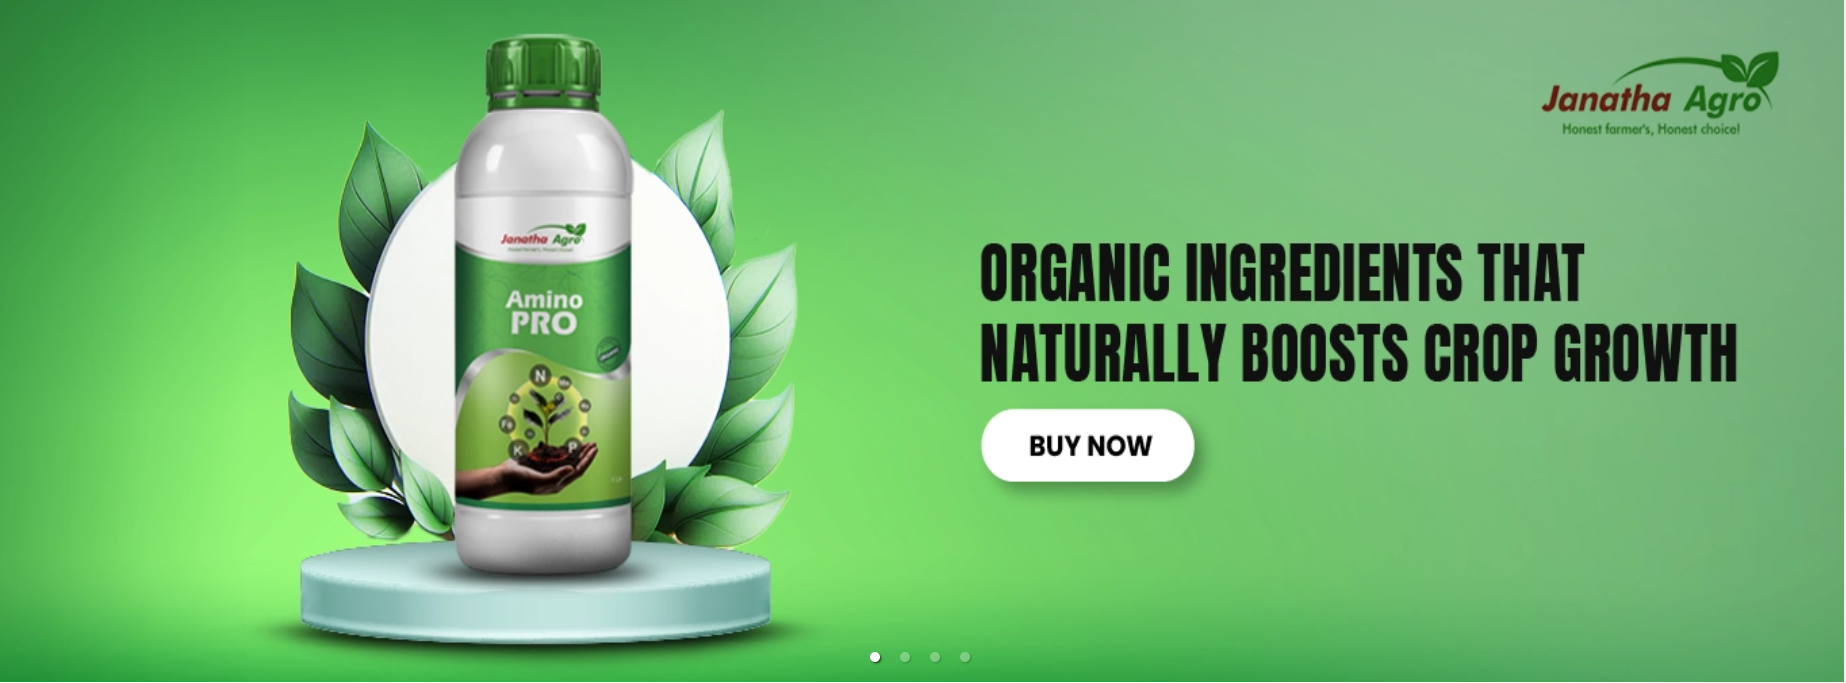 Janatha Agro
Honest farmer's, Honest choice!
Janatha Agro
Amino
PRO
N
Fe
K
P
ORGANIC INGREDIENTS THAT
NATURALLY BOOSTS CROP GROWTH
BUY NOW